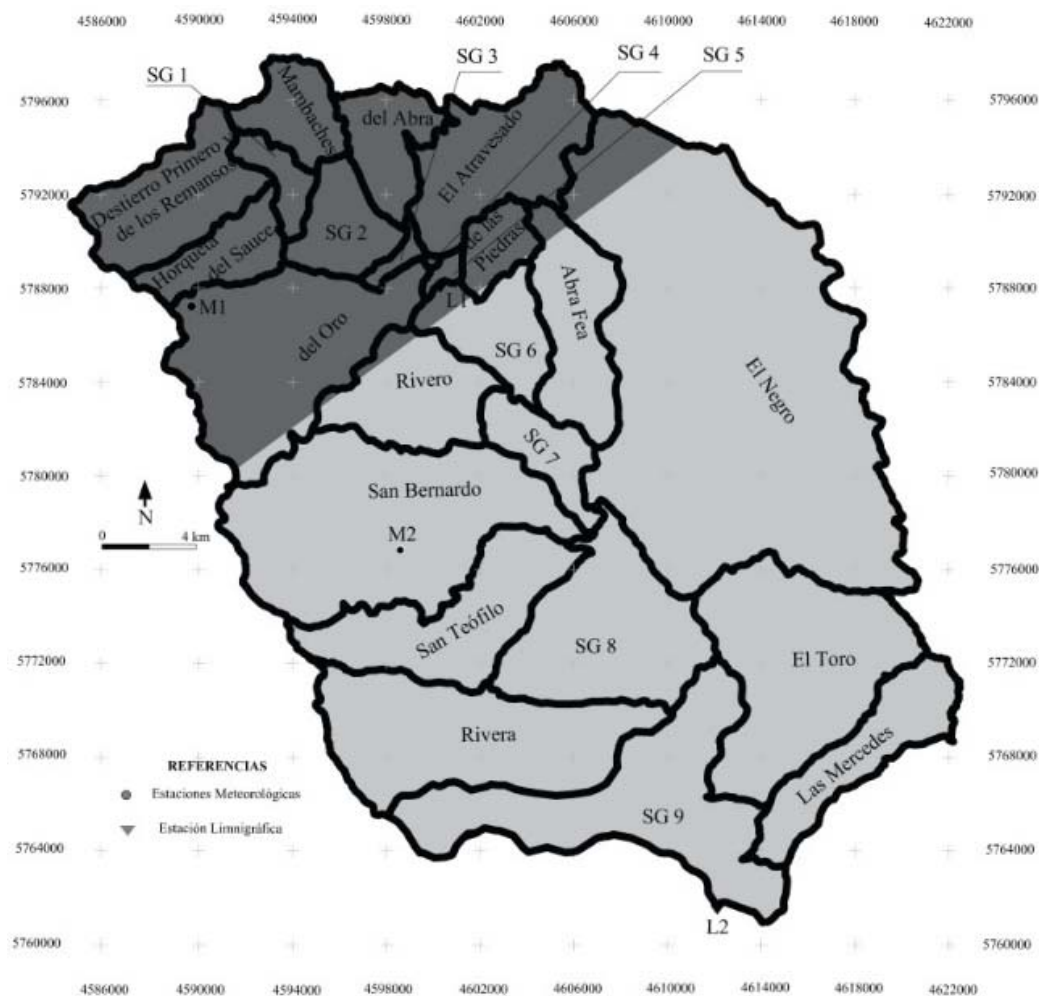 4586000 4590000 4594000 4598000 4602000 4606000 4610000 4614000 4618000 4622000
SG 1
SG 3
SG 4
SG 5
5796000
5796000
Mambaches
del Abra
El Atravesado
Destierro Primero y
de los Remansos
5792000
5792000
SG 2
de las
Piedras
Horqueta
del Sauce
Abra Fea
5788000
5788000
M1
L1
del Oro
SG 6
El Negro
5784000
5784000
Rivero
SG 7
5780000
5780000
San Bernardo
N
M2
0 4 km
5776000
5776000
San Teófilo
SG 8
El Toro
5772000
5772000
Rivera
Las Mercedes
5768000
5768000
REFERENCIAS
Estaciones Meteorológicas
SG 9
Estación Limnigráfica
5764000
5764000
L2
5760000
5760000
4586000 4590000 4594000 4598000 4602000 4606000 4610000 4614000 4618000 4622000